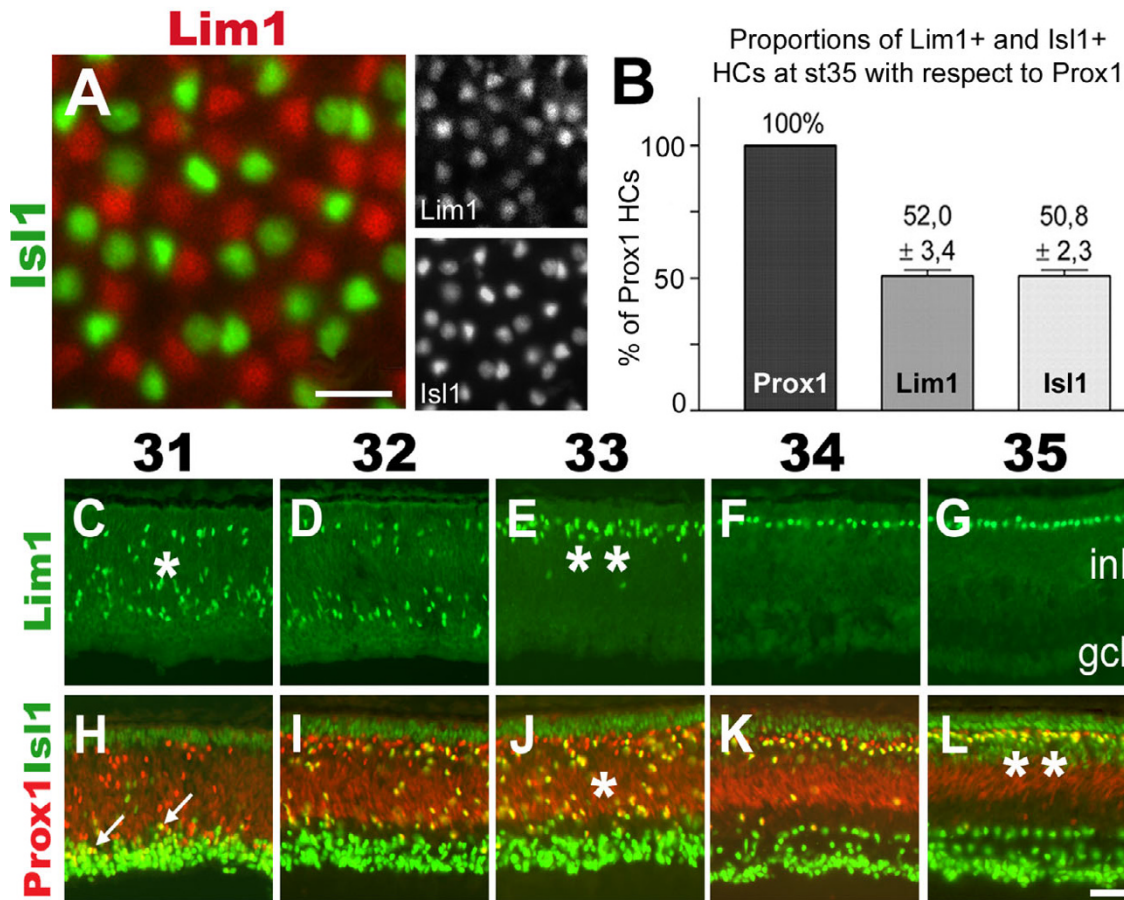 Lim1
Isl1
A
Lim1
Isl1
B
Proportions of Lim1+ and Isl1+
HCs at st35 with respect to Prox1
% of Prox1 HCs
100
50
0
100%
52,0
± 3,4
50,8
± 2,3
Prox1
Lim1
Isl1
31 32 33 34 35
Lim1
C D E F G
* * *
inl
gcl
Prox1 Isl1
H I J K L
* * *